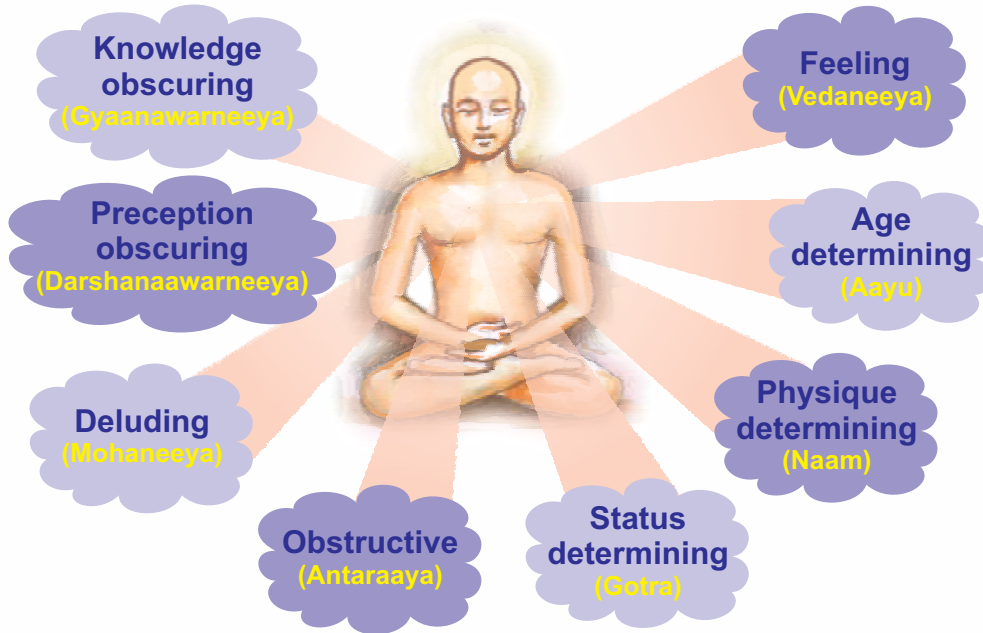 Knowledge
obscuring
(Gyaanawarneeya)
Preception
obscuring
(Darshanaawarneeya)
Deluding
(Mohaneeya)
Obstructive
(Antaraaya)
Status
determining
(Gotra)
Physique
determining
(Naam)
Age
determining
(Aayu)
Feeling
(Vedaneeya)